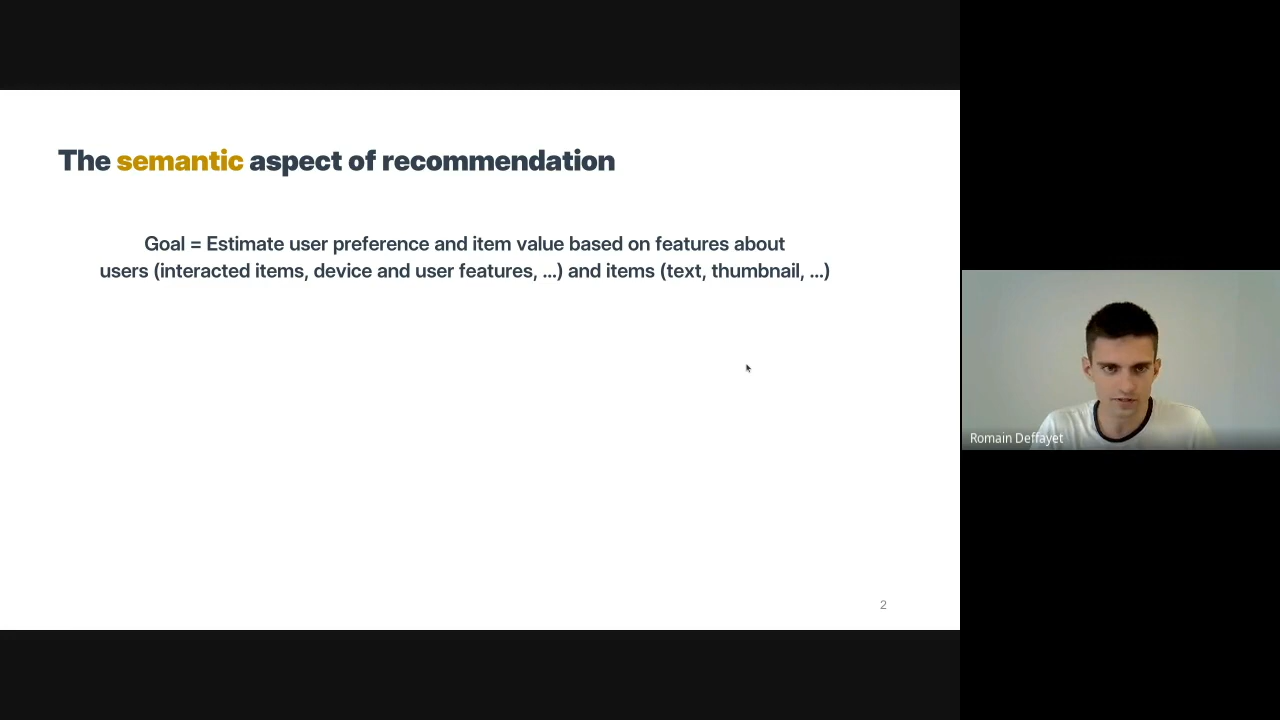 The semantic aspect of recommendation
Goal = Estimate user preference and item value based on features about
users (interacted items, device and user features, ...) and items (text, thumbnail, ...)
Romain Deffayet
2